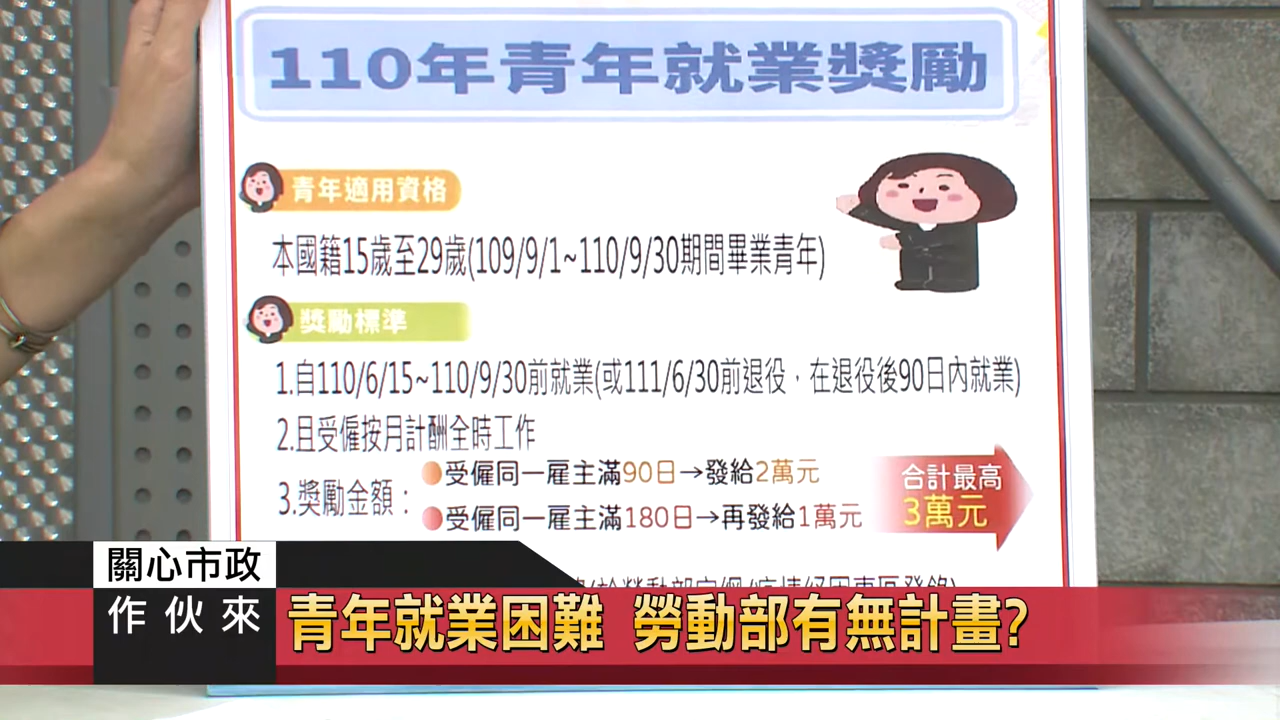 110年青年就業獎勵
青年適用資格
本國籍15歲至29歲(109/9/1~110/9/30期間畢業青年)
獎勵標準
1.自110/6/15~110/9/30前就業(或111/6/30前退役，在退役後90日內就業)
2.且受僱按月計酬全時工作
3.獎勵金額：
受僱同一雇主滿90日→發給2萬元
受僱同一雇主滿180日→再發給1萬元
合計最高
3萬元
關心市政
作伙來
青年就業困難 勞動部有無計畫?